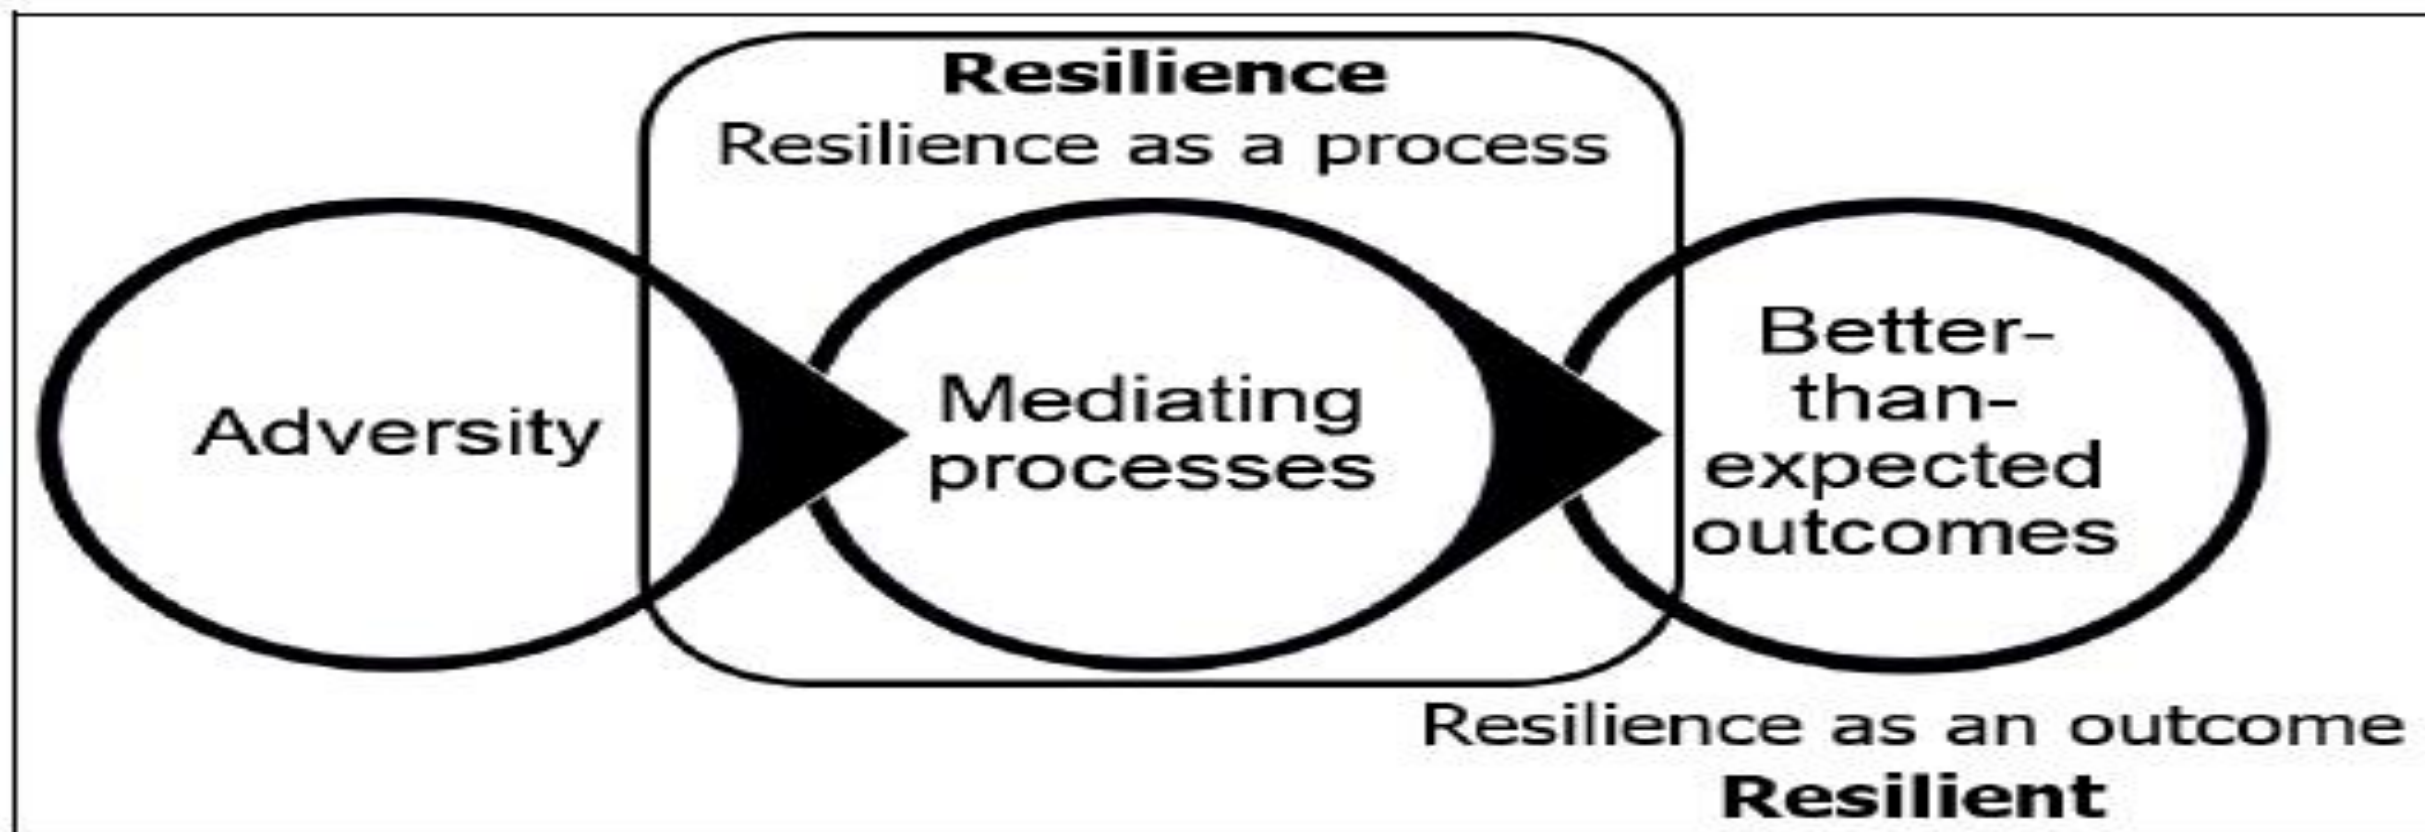 Resilience
Resilience as a process
Adversity
Mediating
processes
Better-
than-
expected
outcomes
Resilience as an outcome
Resilient